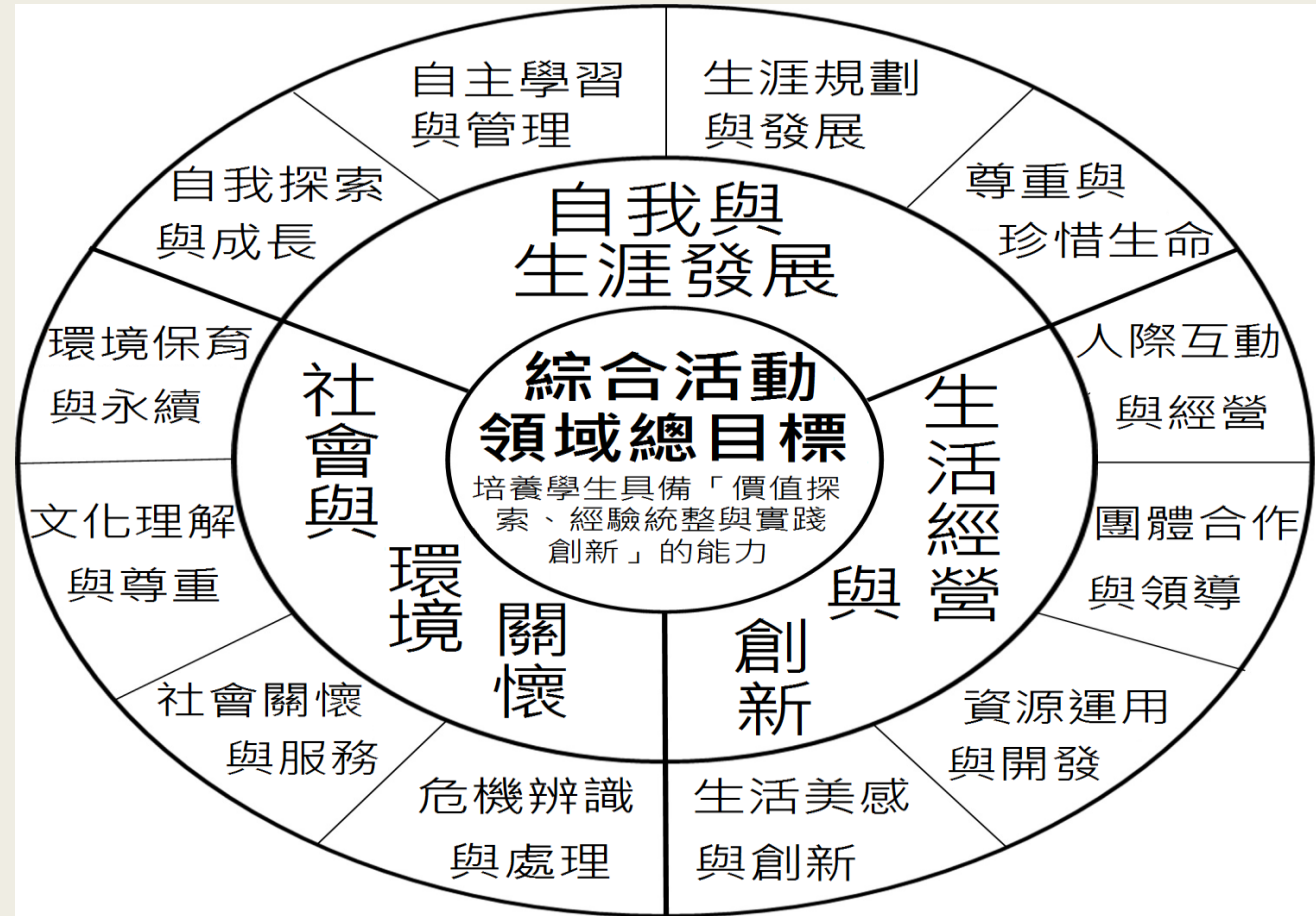 綜合活動
領域總目標
培養學生具備「價值探
索、經驗統整與實踐
創新」的能力
自我與
生涯發展
生活經營
與
創新
社會與
環境
關懷
自我探索
與成長
自主學習
與管理
生涯規劃
與發展
尊重與
珍惜生命
人際互動
與經營
團體合作
與領導
資源運用
與開發
生活美感
與創新
危機辨識
與處理
社會關懷
與服務
文化理解
與尊重
環境保育
與永續